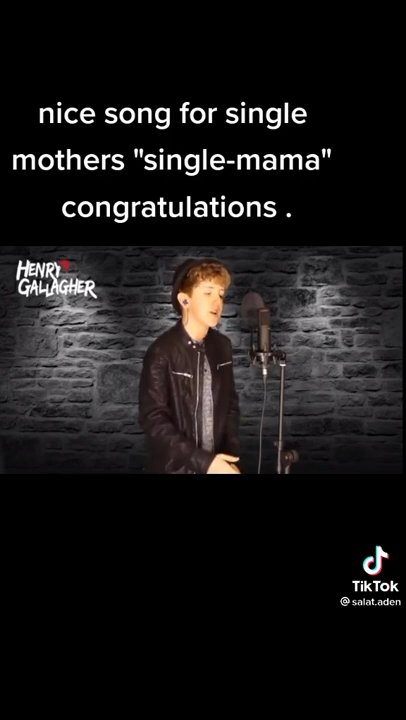 nice song for single
mothers "single-mama"
congratulations .
HENRY
GALLAGHER
TikTok
@salat.aden